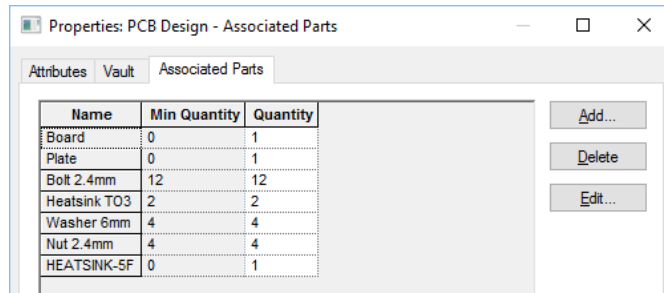 Properties: PCB Design - Associated Parts
Attributes Vault Associated Parts
Name Min Quantity Quantity
Board 0 1
Plate 0 1
Bolt 2.4mm 12 12
Heatsink TO3 2 2
Washer 6mm 4 4
Nut 2.4mm 4 4
HEATSINK-5F 0 1
Add...
Delete
Edit...